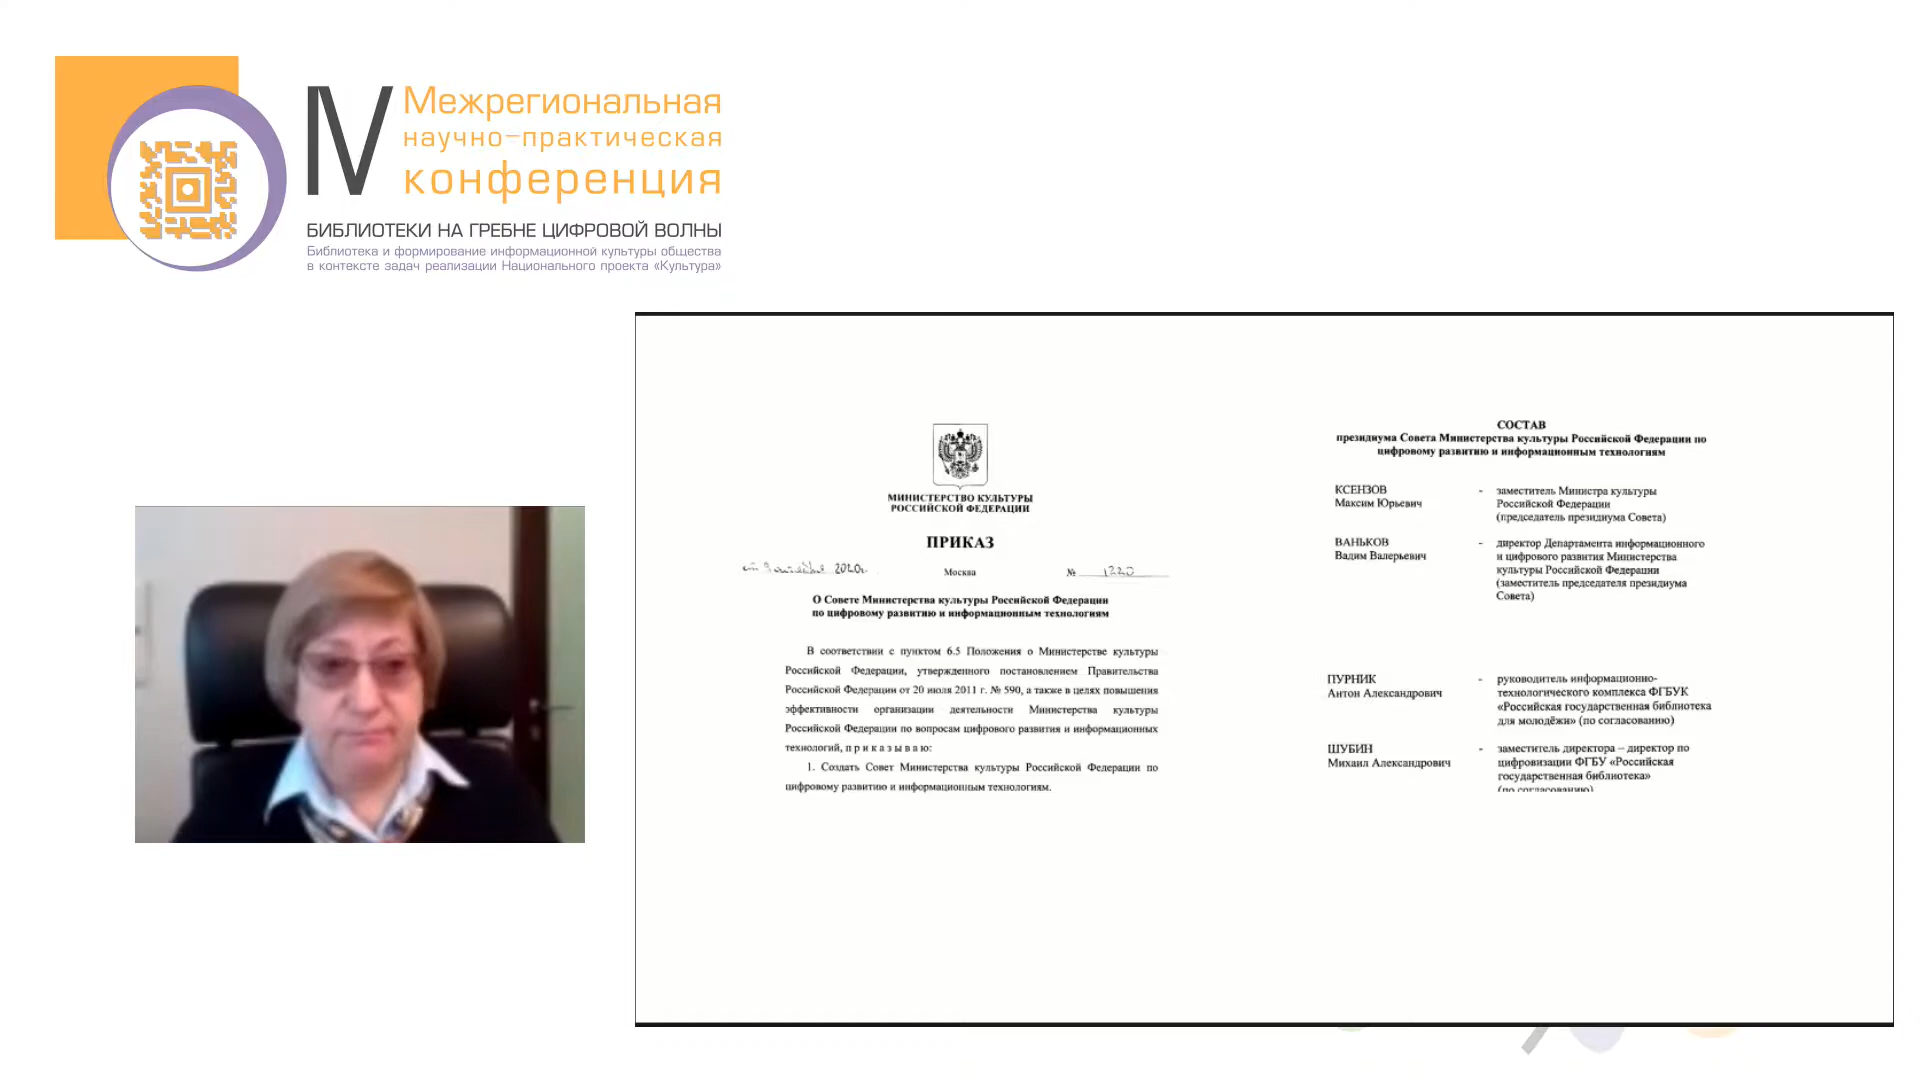 IV
Межрегиональная
научно-практическая
конференция
БИБЛИОТЕКИ НА ГРЕБНЕ ЦИФРОВОЙ ВОЛНЫ
Библиотека и формирование информационной культуры общества
в контексте задач реализации Национального проекта «Культура»
МИНИСТЕРСТВО КУЛЬТУРЫ
РОССИЙСКОЙ ФЕДЕРАЦИИ
ПРИКАЗ
от 9 2020г. Москва № 1220
О Совете Министерства культуры Российской Федерации
по цифровому развитию и информационным технологиям
В соответствии с пунктом 6.5 Положения о Министерстве культуры
Российской Федерации, утвержденного постановлением Правительства
Российской Федерации от 20 июля 2011 г. № 590, а также в целях повышения
эффективности организации деятельности Министерства культуры
Российской Федерации по вопросам цифрового развития и информационных
технологий, п р и к а з ы в а ю:
1. Создать Совет Министерства культуры Российской Федерации по
цифровому развитию и информационным технологиям.
СОСТАВ
президиума Совета Министерства культуры Российской Федерации по
цифровому развитию и информационным технологиям
КСЕНЗОВ - заместитель Министра культуры
Максим Юрьевич Российской Федерации
(председатель президиума Совета)
ВАНЬКОВ - директор Департамента информационного
Вадим Валерьевич и цифрового развития Министерства
культуры Российской Федерации
(заместитель председателя президиума
Совета)
ПУРНИК - руководитель информационно-
Антон Александрович технологического комплекса ФГБУК
«Российская государственная библиотека
для молодёжи» (по согласованию)
ШУБИН - заместитель директора – директор по
Михаил Александрович цифровизации ФГБУ «Российская
государственная библиотека»
(по согласованию)